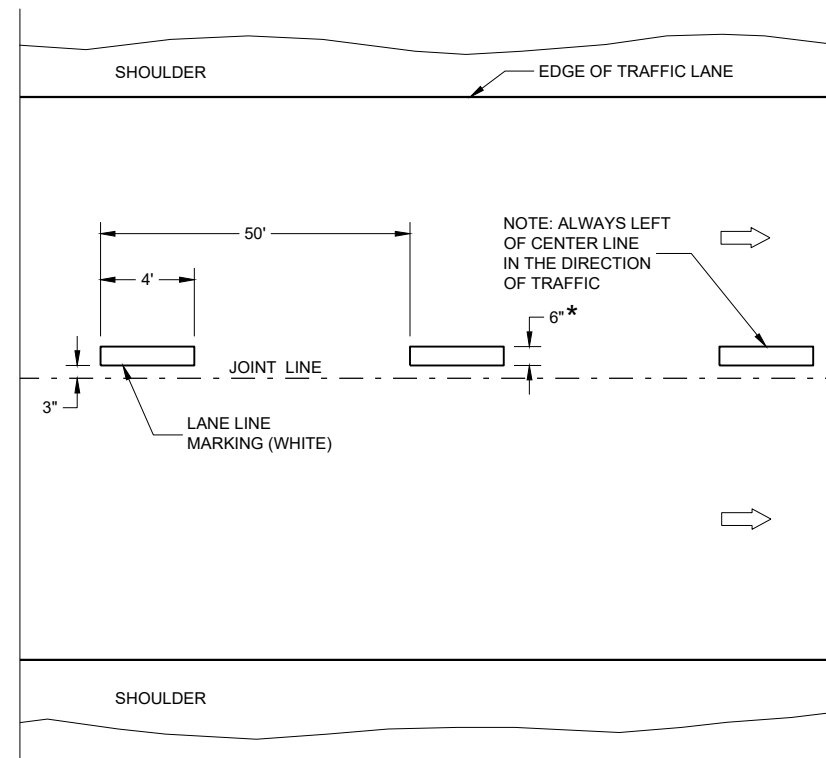 SHOULDER
EDGE OF TRAFFIC LANE
50'
NOTE: ALWAYS LEFT
OF CENTER LINE
IN THE DIRECTION
OF TRAFFIC
4'
6"*
JOINT LINE
3"
LANE LINE
MARKING (WHITE)
SHOULDER